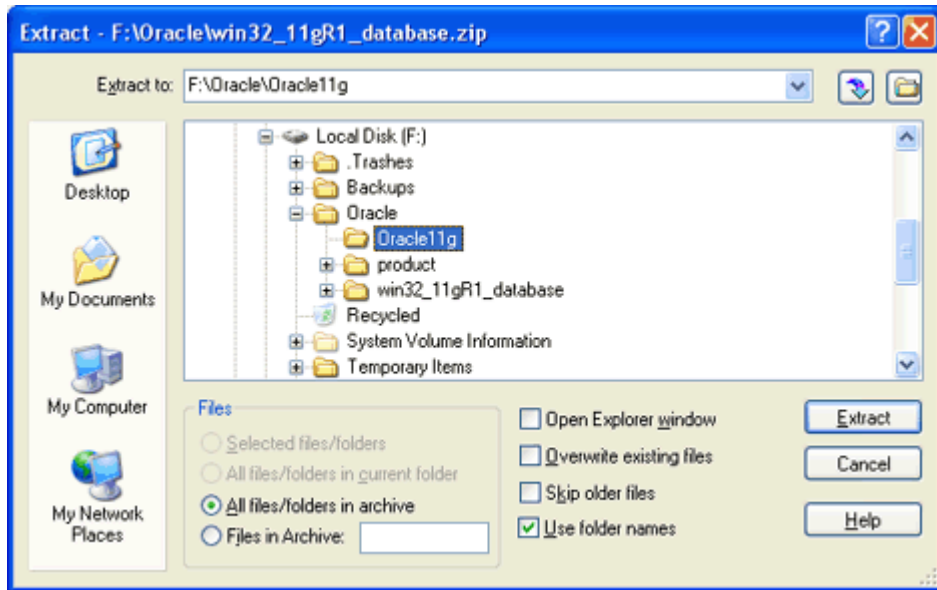 Extract - F:\Oracle\win32_11gR1_database.zip
Extract to: F:\Oracle\Oracle11g
Desktop
My Documents
My Computer
My Network
Places
Local Disk (F:)
.Trashes
Backups
Oracle
Oracle11g
product
win32_11gR1_database
Recycled
System Volume Information
Temporary Items
Files
Selected files/folders
All files/folders in current folder
All files/folders in archive
Files in Archive:
Open Explorer window
Overwrite existing files
Skip older files
Use folder names
Extract
Cancel
Help